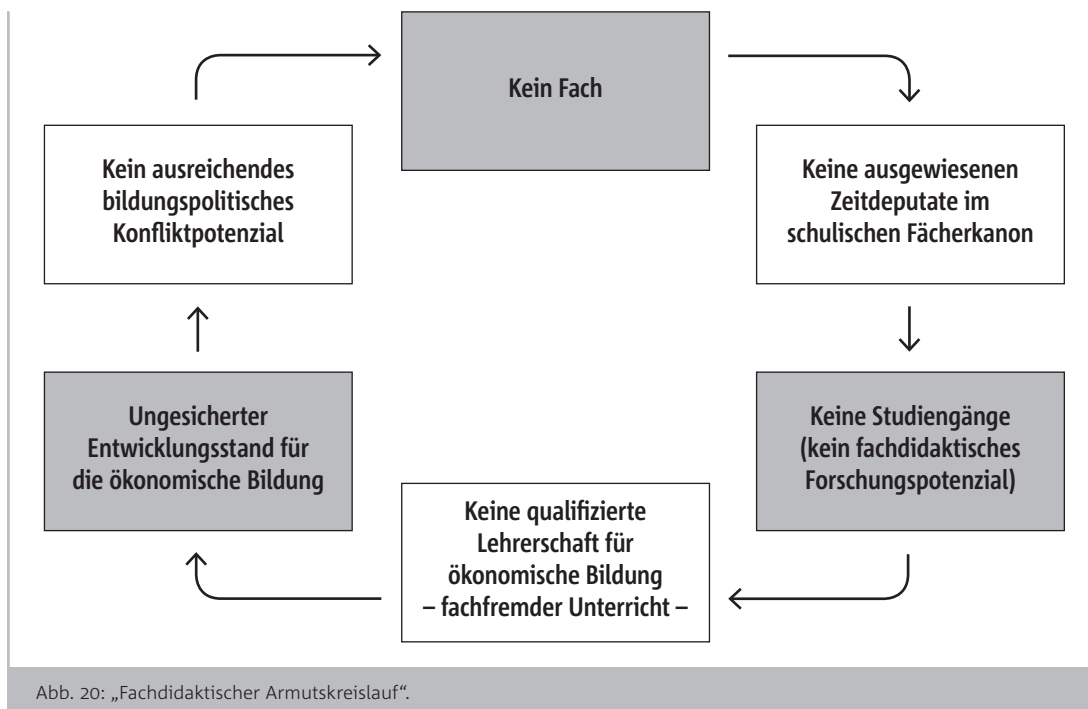 Kein Fach
Kein ausreichendes
bildungspolitisches
Konfliktpotenzial
Keine ausgewiesenen
Zeitdeputate im
schulischen Fächerkanon
Ungesicherter
Entwicklungsstand für
die ökonomische Bildung
Keine Studiengänge
(kein fachdidaktisches
Forschungspotenzial)
Keine qualifizierte
Lehrerschaft für
ökonomische Bildung
– fachfremder Unterricht –
Abb. 20: „Fachdidaktischer Armutskreislauf“.